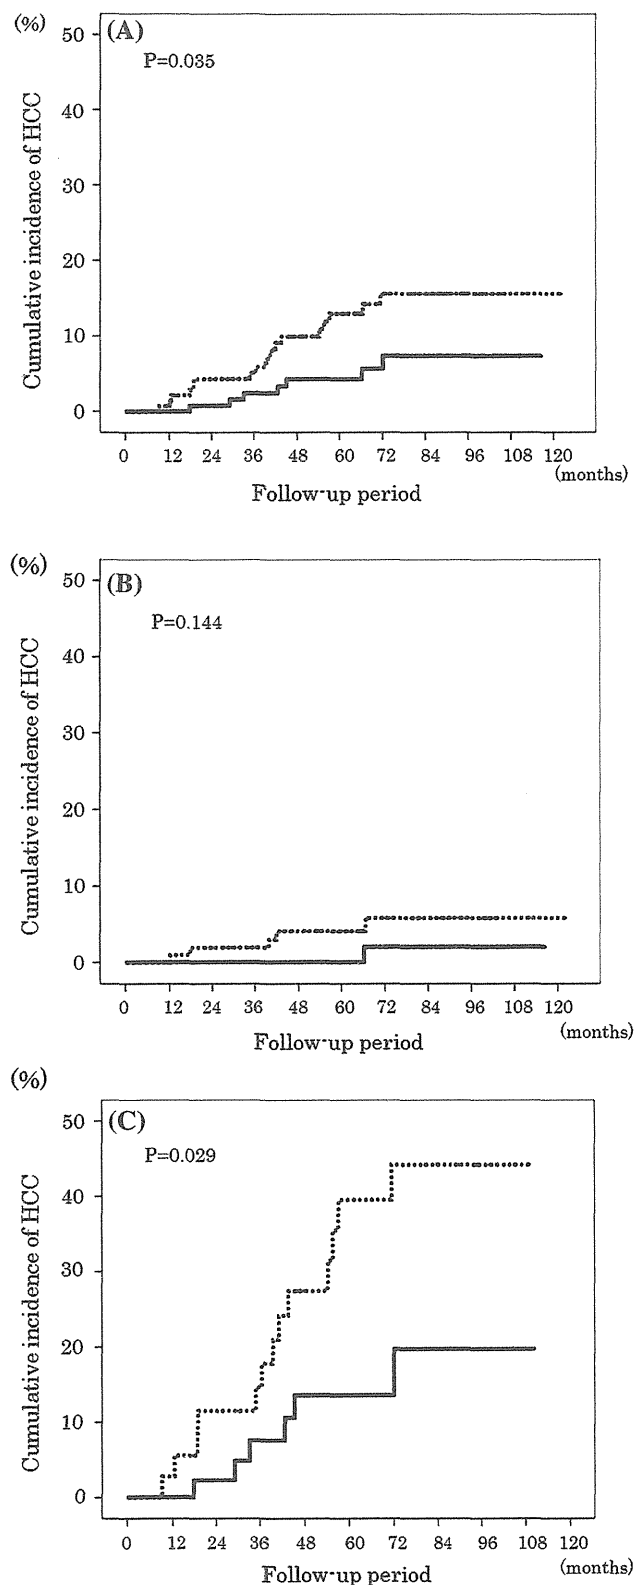 (%)
50 (A)
P=0.035
40
30
20
10
0
Cumulative incidence of HCC
0 12 24 36 48 60 72 84 96 108 120
(months)
Follow-up period
(%)
50 (B)
P=0.144
40
30
20
10
0
Cumulative incidence of HCC
0 12 24 36 48 60 72 84 96 108 120
(months)
Follow-up period
(%)
50 (C)
P=0.029
40
30
20
10
0
Cumulative incidence of HCC
0 12 24 36 48 60 72 84 96 108 120
(months)
Follow-up period